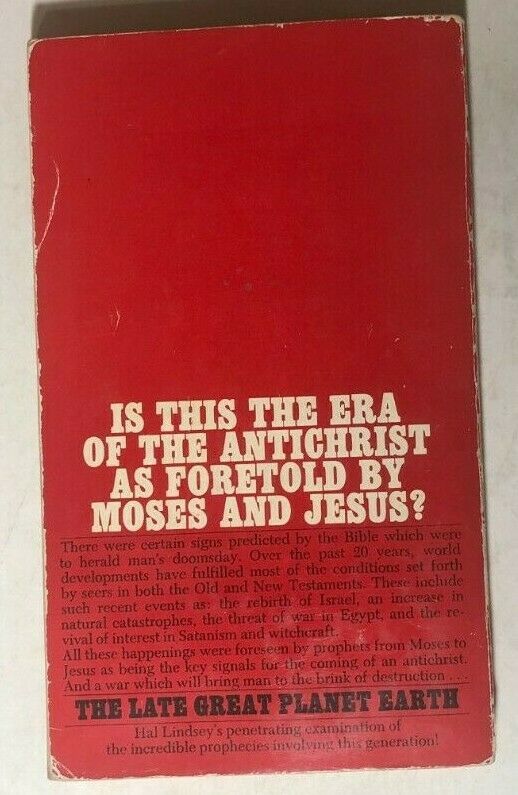 IS THIS THE ERA
OF THE ANTICHRIST
AS FORETOLD BY
MOSES AND JESUS?
There were certain signs predicted by the Bible which were
to herald man's doomsday. Over the past 20 years, world
developments have fulfilled most of the conditions set forth
by seers in both the Old and New Testaments. These include
such recent events as: the rebirth of Israel, an increase in
natural catastrophes, the threat of war in Egypt, and the re-
vival of interest in Satanism and witchcraft.
All these happenings were foreseen by prophets from Moses to
Jesus as being the key signals for the coming of an antichrist.
And a war which will bring man to the brink of destruction ....
THE LATE GREAT PLANET EARTH
Hal Lindsey's penetrating examination of
the incredible prophecies involving this generation!